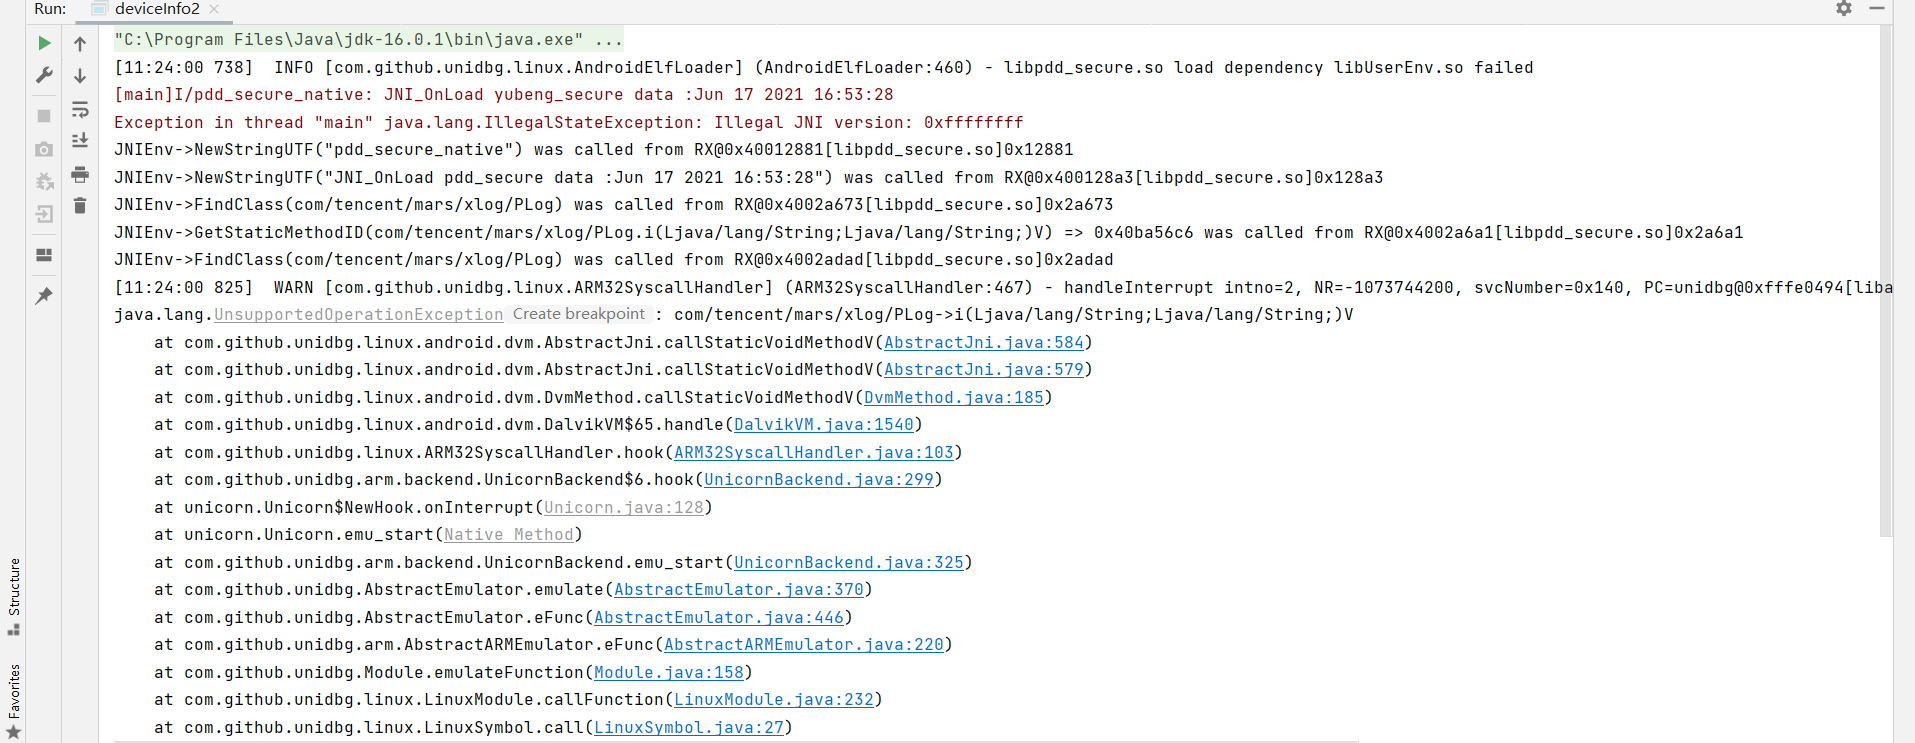 Run: deviceInfo2
"C:\Program Files\Java\jdk-16.0.1\bin\java.exe" ...
[11:24:00 738]  INFO [com.github.unidbg.linux.AndroidElfLoader] (AndroidElfLoader:460) - libpdd_secure.so load dependency libUserEnv.so failed
[main]I/pdd_secure_native: JNI_OnLoad yubeng_secure data :Jun 17 2021 16:53:28
Exception in thread "main" java.lang.IllegalStateException: Illegal JNI version: 0xffffffff
JNIEnv->NewStringUTF("pdd_secure_native") was called from RX@0x40012881[libpdd_secure.so]0x12881
JNIEnv->NewStringUTF("JNI_OnLoad pdd_secure data :Jun 17 2021 16:53:28") was called from RX@0x400128a3[libpdd_secure.so]0x128a3
JNIEnv->FindClass(com/tencent/mars/xlog/PLog) was called from RX@0x4002a673[libpdd_secure.so]0x2a673
JNIEnv->GetStaticMethodID(com/tencent/mars/xlog/PLog.i(Ljava/lang/String;Ljava/lang/String;)V) => 0x40ba56c6 was called from RX@0x4002a6a1[libpdd_secure.so]0x2a6a1
JNIEnv->FindClass(com/tencent/mars/xlog/PLog) was called from RX@0x4002adad[libpdd_secure.so]0x2adad
[11:24:00 825]  WARN [com.github.unidbg.linux.ARM32SyscallHandler] (ARM32SyscallHandler:467) - handleInterrupt intno=2, NR=-1073744200, svcNumber=0x140, PC=unidbg@0xfffe0494[liba
java.lang.UnsupportedOperationException Create breakpoint : com/tencent/mars/xlog/PLog->i(Ljava/lang/String;Ljava/lang/String;)V
at com.github.unidbg.linux.android.dvm.AbstractJni.callStaticVoidMethodV(AbstractJni.java:584)
at com.github.unidbg.linux.android.dvm.AbstractJni.callStaticVoidMethodV(AbstractJni.java:579)
at com.github.unidbg.linux.android.dvm.DvmMethod.callStaticVoidMethodV(DvmMethod.java:185)
at com.github.unidbg.linux.android.dvm.DalvikVM$65.handle(DalvikVM.java:1540)
at com.github.unidbg.linux.ARM32SyscallHandler.hook(ARM32SyscallHandler.java:103)
at com.github.unidbg.arm.backend.UnicornBackend$6.hook(UnicornBackend.java:299)
at unicorn.Unicorn$NewHook.onInterrupt(Unicorn.java:128)
at unicorn.Unicorn.emu_start(Native Method)
at com.github.unidbg.arm.backend.UnicornBackend.emu_start(UnicornBackend.java:325)
at com.github.unidbg.AbstractEmulator.emulate(AbstractEmulator.java:370)
at com.github.unidbg.AbstractEmulator.eFunc(AbstractEmulator.java:446)
at com.github.unidbg.arm.AbstractARMEmulator.eFunc(AbstractARMEmulator.java:220)
at com.github.unidbg.Module.emulateFunction(Module.java:158)
at com.github.unidbg.linux.LinuxModule.callFunction(LinuxModule.java:232)
at com.github.unidbg.linux.LinuxSymbol.call(LinuxSymbol.java:27)
Structure
Favorites